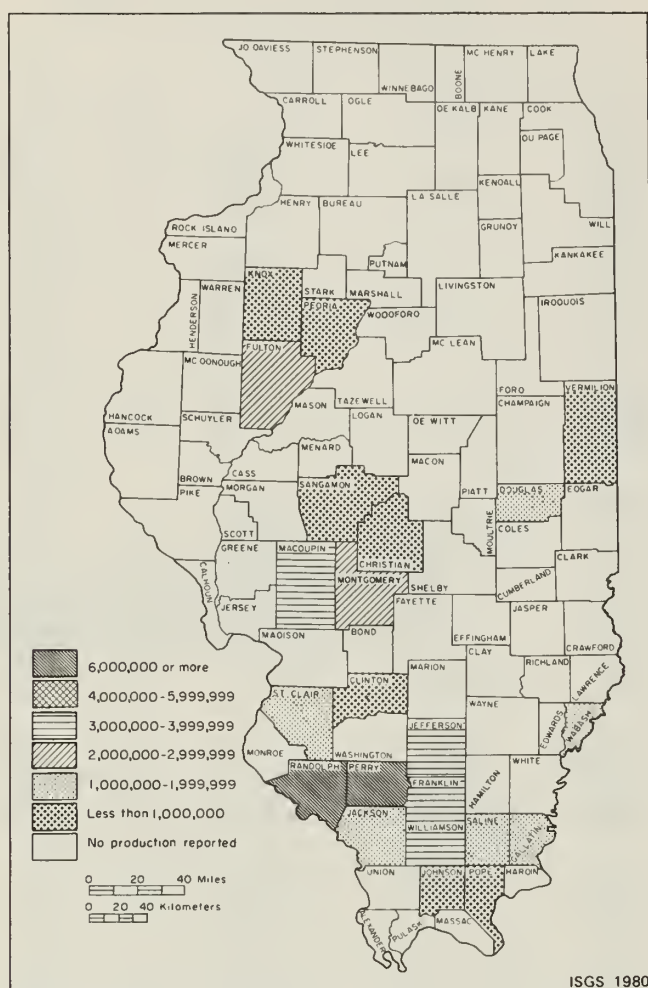 JO DAVIESS STEPHENSON WINNEBAGO BOONE MC HENRY LAKE
CARROLL OGLE DE KALB KANE COOK
WHITESIDE LEE DU PAGE
KENDALL
HENRY BUREAU LA SALLE GRUNDY WILL
ROCK ISLAND
MERCER PUTNAM KANKAKEE
KNOX
WARREN STARK MARSHALL LIVINGSTON IROQUOIS
HENDERSON PEORIA WOODFORD
FULTON MC LEAN
MC DONOUGH FORD VERMILION
HANCOCK SCHUYLER MASON TAZEWELL CHAMPAIGN
ADAMS LOGAN DE WITT
MENARD MACON
BROWN CASS
PIKE MORGAN SANGAMON PIATT DOUGLAS EDGAR
SCOTT MOULTRIE COLES
GREENE MACOUPIN CHRISTIAN CLARK
CALHOUN MONTGOMERY SHELBY CUMBERLAND
JERSEY FAYETTE JASPER
MADISON BOND EFFINGHAM CRAWFORD
CLAY RICHLAND LAWRENCE
CLINTON MARION
ST. CLAIR WAYNE EDWARDS WABASH
MONROE WASHINGTON JEFFERSON
RANDOLPH PERRY HAMILTON WHITE
FRANKLIN
JACKSON WILLIAMSON SALINE GALLATIN
UNION JOHNSON POPE HARDIN
ALEXANDER PULASKI MASSAC
6,000,000 or more
4,000,000-5,999,999
3,000,000-3,999,999
2,000,000-2,999,999
1,000,000-1,999,999
Less than 1,000,000
No production reported
0 20 40 Miles
0 20 40 Kilometers
ISGS 1980